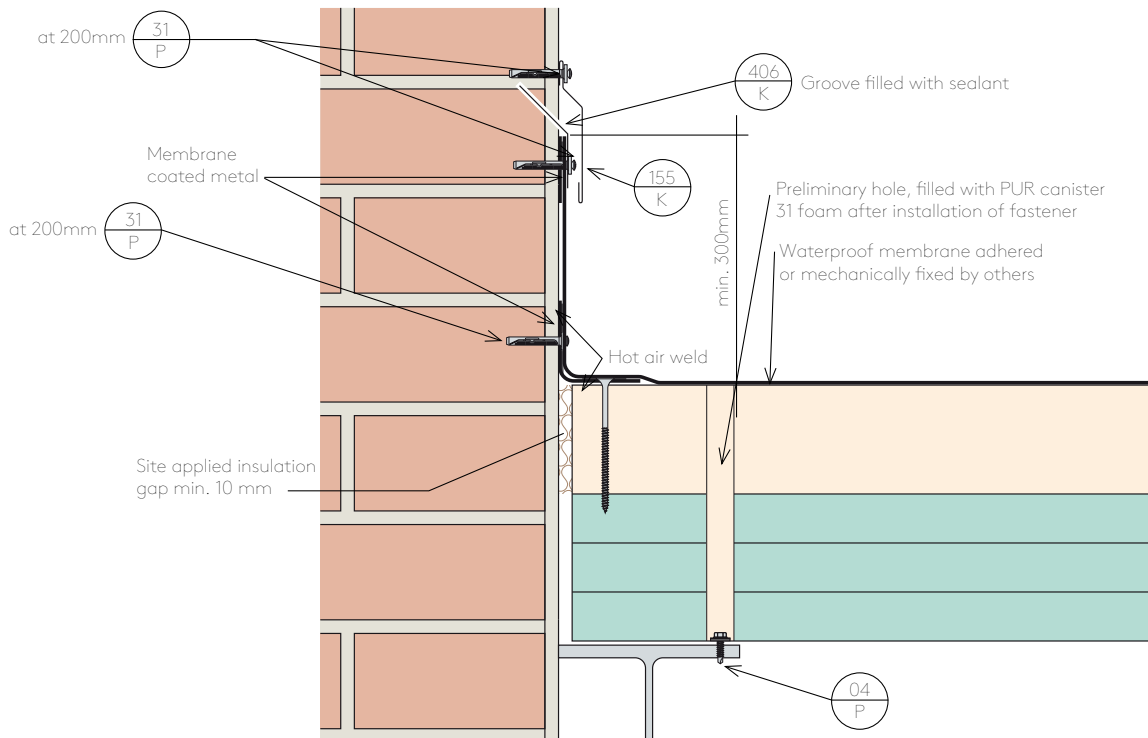 at 200mm
31
P
406
K
Groove filled with sealant
Membrane
coated metal
155
K
Preliminary hole, filled with PUR canister
31 foam after installation of fastener
at 200mm
31
P
min. 300mm
Waterproof membrane adhered
or mechanically fixed by others
Hot air weld
Site applied insulation
gap min. 10 mm
04
P